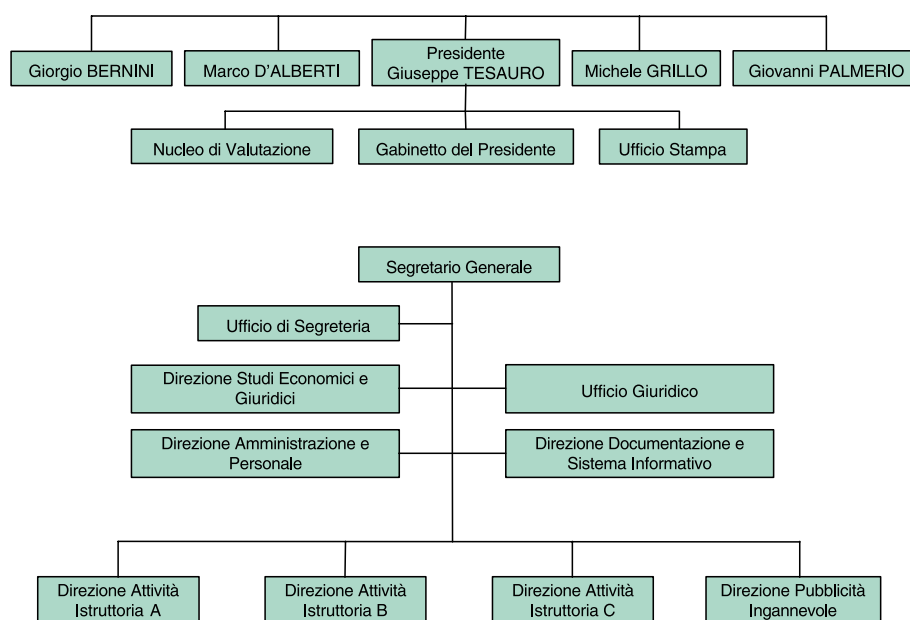 Giorgio BERNINI
Marco D'ALBERTI
Presidente
Giuseppe TESAURO
Michele GRILLO
Giovanni PALMERIO
Nucleo di Valutazione
Gabinetto del Presidente
Ufficio Stampa
Segretario Generale
Ufficio di Segreteria
Direzione Studi Economici e
Giuridici
Ufficio Giuridico
Direzione Amministrazione e
Personale
Direzione Documentazione e
Sistema Informativo
Direzione Attività
Istruttoria A
Direzione Attività
Istruttoria B
Direzione Attività
Istruttoria C
Direzione Pubblicità
Ingannevole